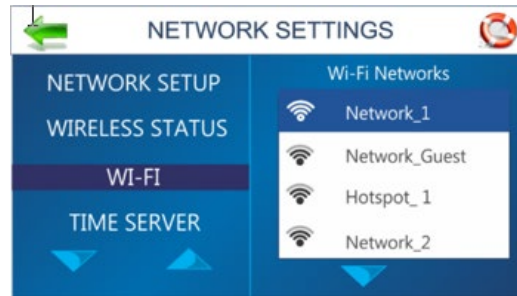 NETWORK SETTINGS
NETWORK SETUP
WIRELESS STATUS
WI-FI
TIME SERVER
Wi-Fi Networks
Network_1
Network_Guest
Hotspot_ 1
Network_2